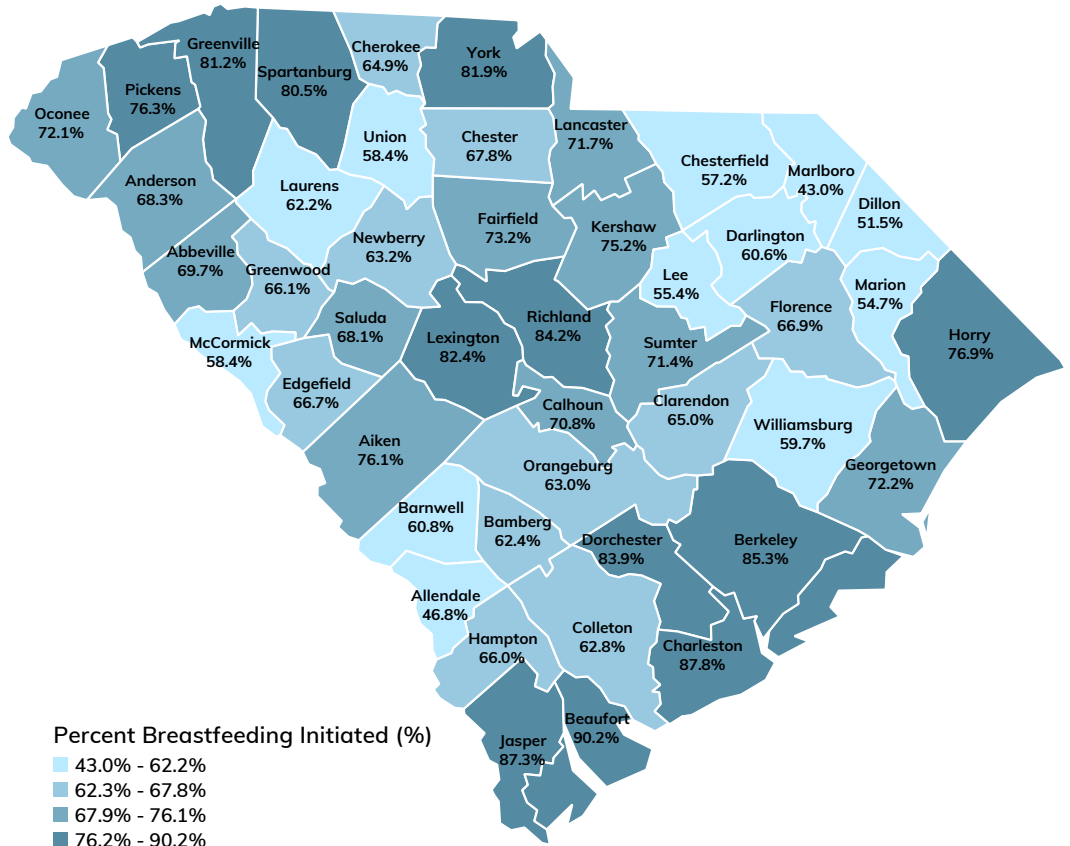 Greenville
81.2%
Cherokee
64.9%
York
81.9%
Spartanburg
80.5%
Pickens
76.3%
Oconee
72.1%
Union
58.4%
Chester
67.8%
Lancaster
71.7%
Chesterfield
57.2%
Marlboro
43.0%
Anderson
68.3%
Laurens
62.2%
Dillon
51.5%
Fairfield
73.2%
Kershaw
75.2%
Darlington
60.6%
Newberry
63.2%
Abbeville
69.7%
Greenwood
66.1%
Lee
55.4%
Marion
54.7%
Florence
66.9%
Saluda
68.1%
Richland
84.2%
Lexington
82.4%
Horry
76.9%
McCormick
58.4%
Sumter
71.4%
Edgefield
66.7%
Calhoun
70.8%
Clarendon
65.0%
Williamsburg
59.7%
Aiken
76.1%
Orangeburg
63.0%
Georgetown
72.2%
Barnwell
60.8%
Bamberg
62.4%
Dorchester
83.9%
Berkeley
85.3%
Allendale
46.8%
Hampton
66.0%
Colleton
62.8%
Charleston
87.8%
Beaufort
90.2%
Jasper
87.3%
Percent Breastfeeding Initiated (%)
43.0% - 62.2%
62.3% - 67.8%
67.9% - 76.1%
76.2% - 90.2%